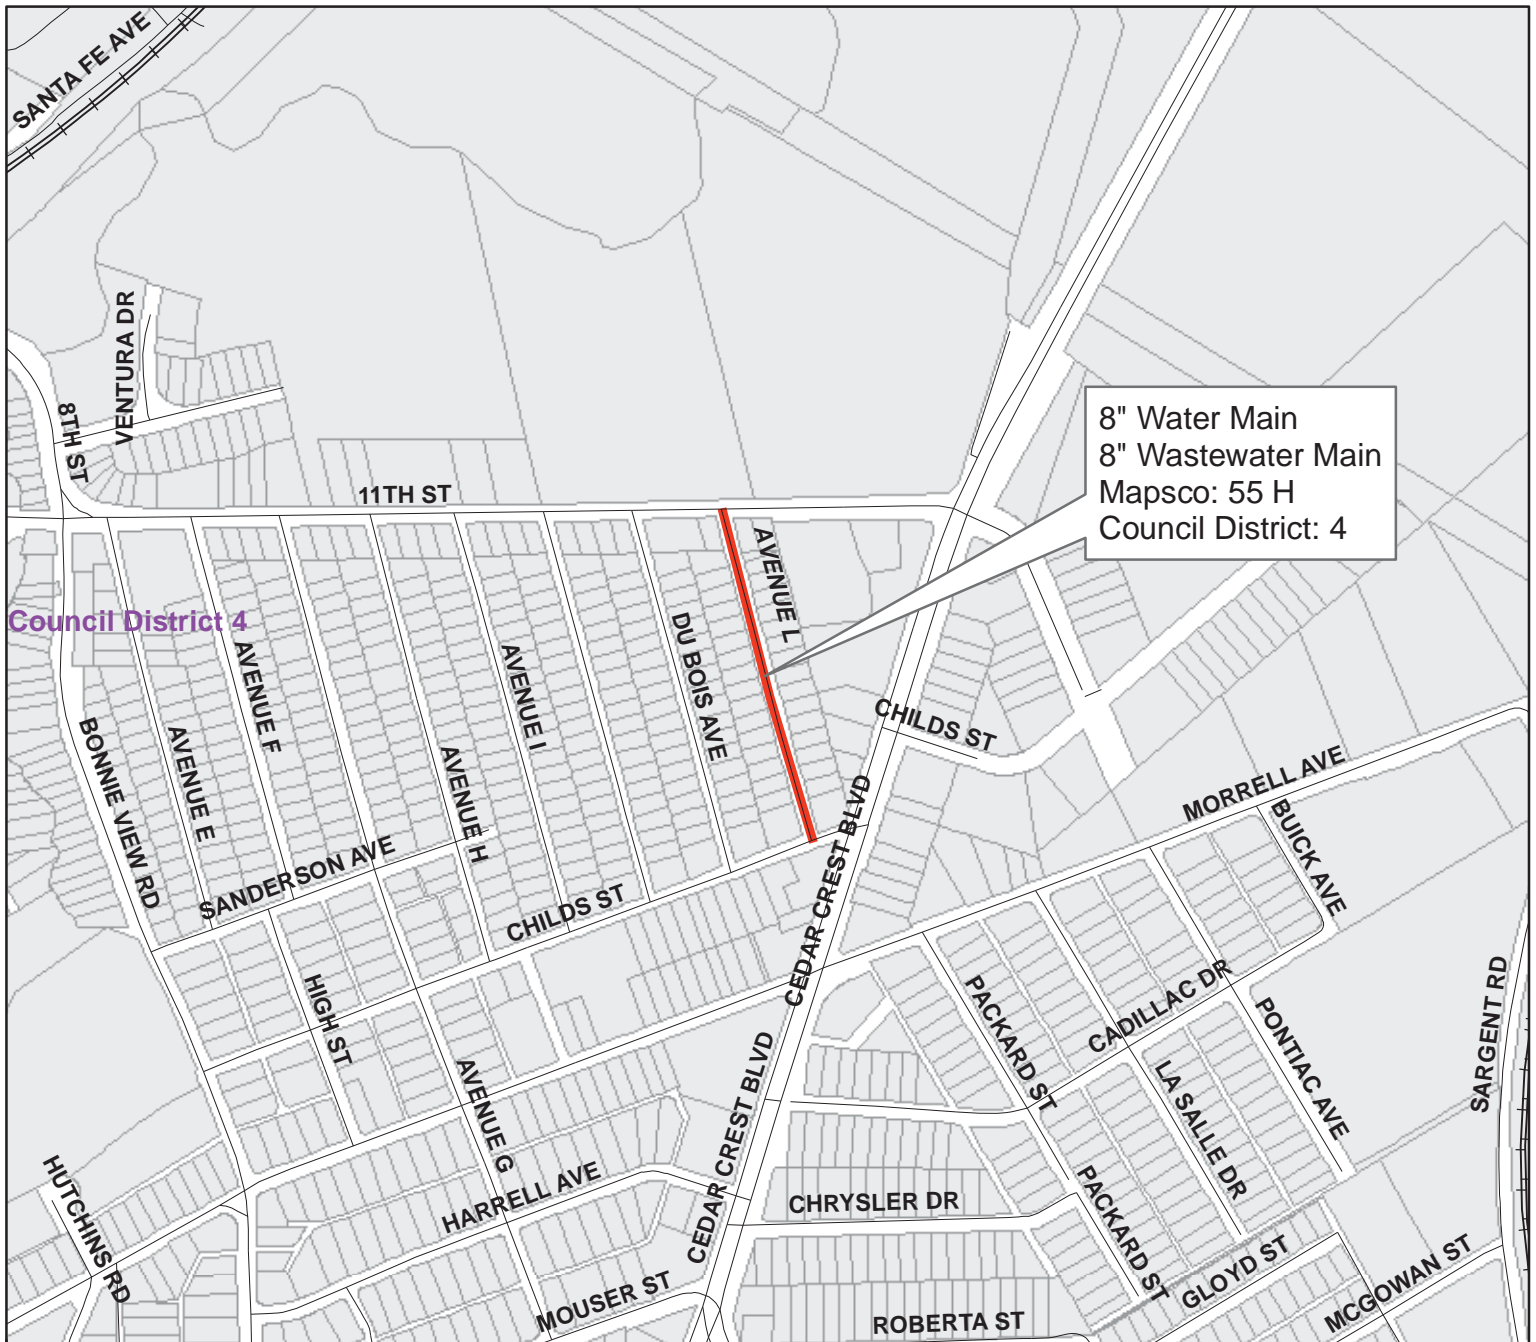 SANTA FE AVE
VENTURA DR
8TH ST
11TH ST
8" Water Main
8" Wastewater Main
Mapsco: 55 H
Council District: 4
AVENUE L
Council District 4
DU BOIS AVE
AVENUE F
AVENUE I
CHILDS ST
BONNIE VIEW RD
AVENUE E
AVENUE H
MORRELL AVE
BUICK AVE
SANDERSON AVE
CEDAR CREST BLVD
CHILDS ST
HIGH ST
PACKARD ST
CADILLAC DR
PONTIAC AVE
SARGENT RD
AVENUE G
CEDAR CREST BLVD
LA SALLE DR
HUTCHINS RD
HARRELL AVE
CHRYSLER DR
PACKARD ST
GLOYD ST
MCGOWAN ST
MOUSER ST
ROBERTA ST